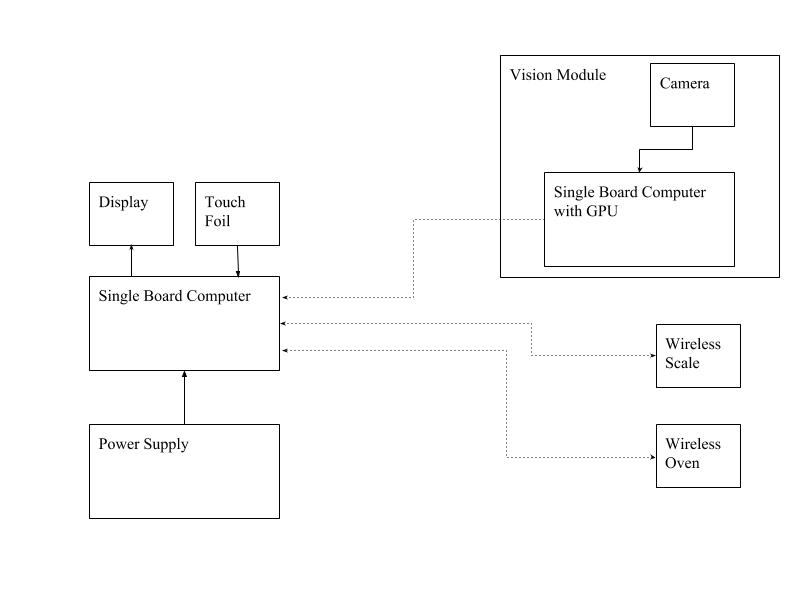 Vision Module
Camera
Single Board Computer
with GPU
Display
Touch
Foil
Single Board Computer
Wireless
Scale
Power Supply
Wireless
Oven